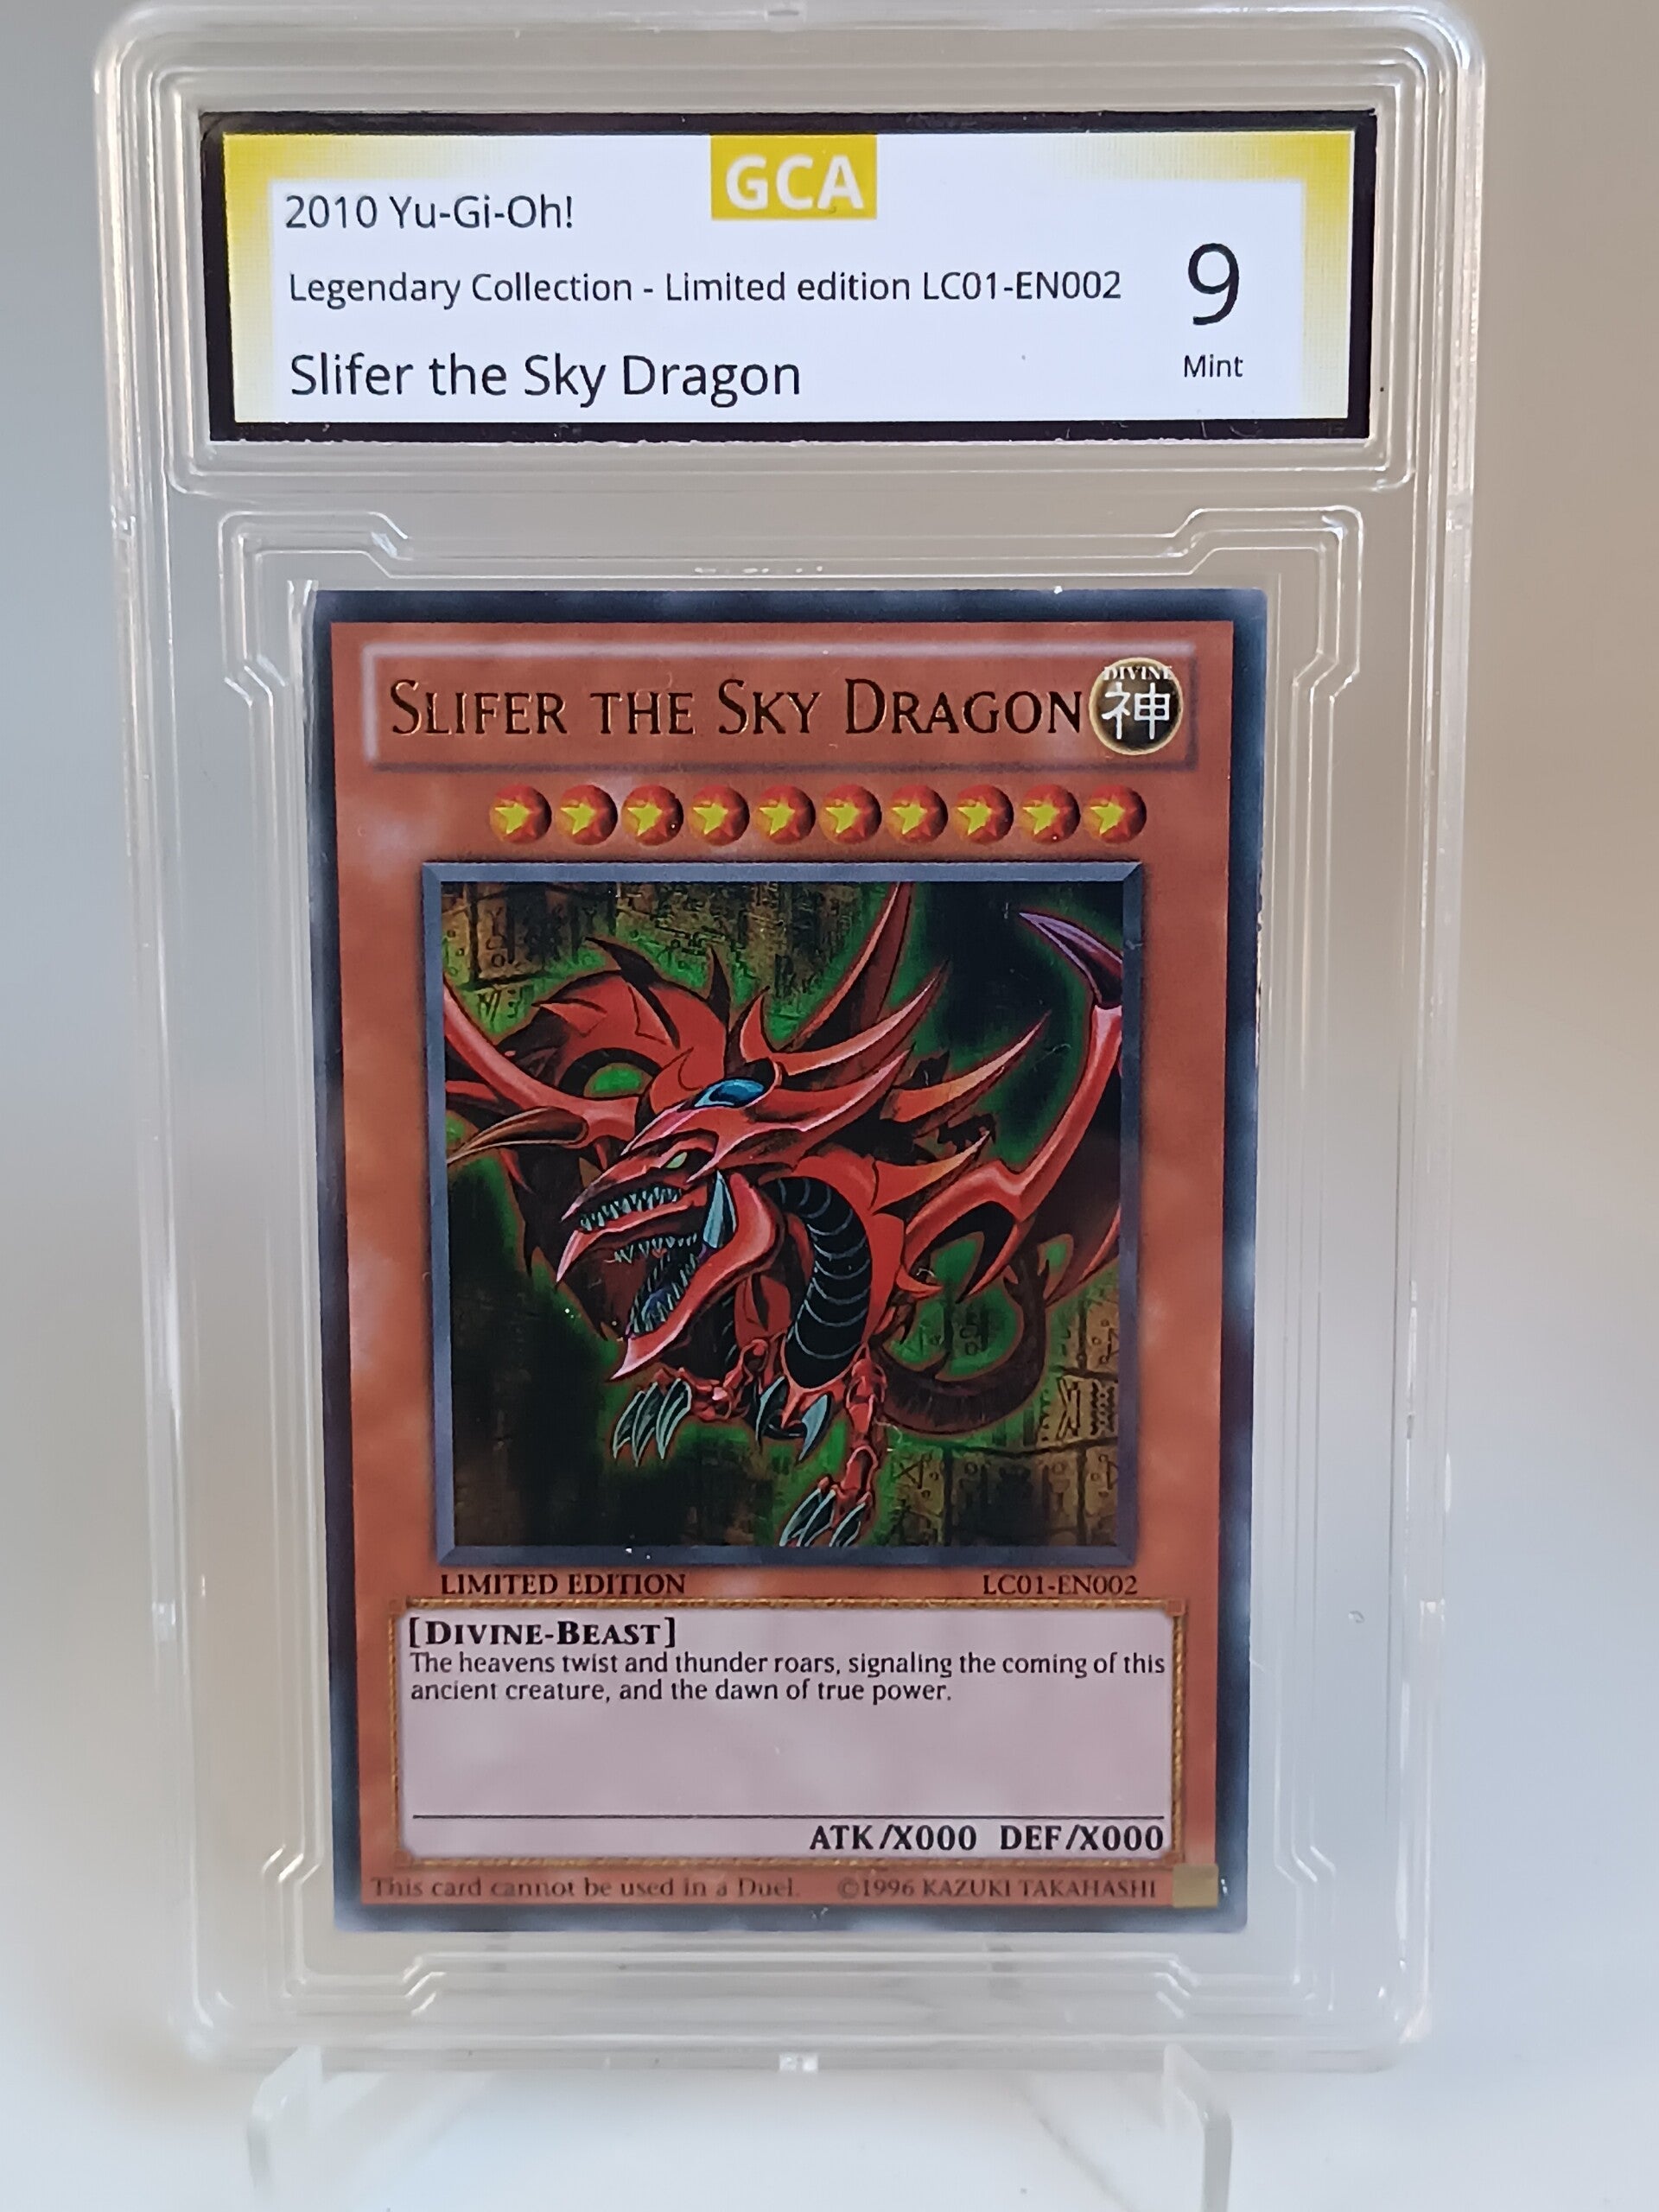 GCA
2010 Yu-Gi-Oh!
Legendary Collection - Limited edition LC01-EN002
9
Slifer the Sky Dragon
Mint
SLIFER THE SKY DRAGON
DIVINE
神
LIMITED EDITION
LC01-EN002
[DIVINE-BEAST]
The heavens twist and thunder roars, signaling the coming of this
ancient creature, and the dawn of true power.
ATK/X000 DEF/X000
This card cannot be used in a Duel. ©1996 KAZUKI TAKAHASHI